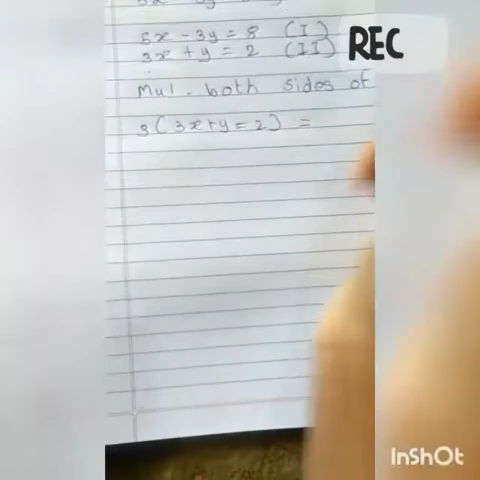 5x - 3y = 8 (I)
3x + y = 2 (II)
REC
Mul. both sides of
3(3x+y=2) =
InShOt